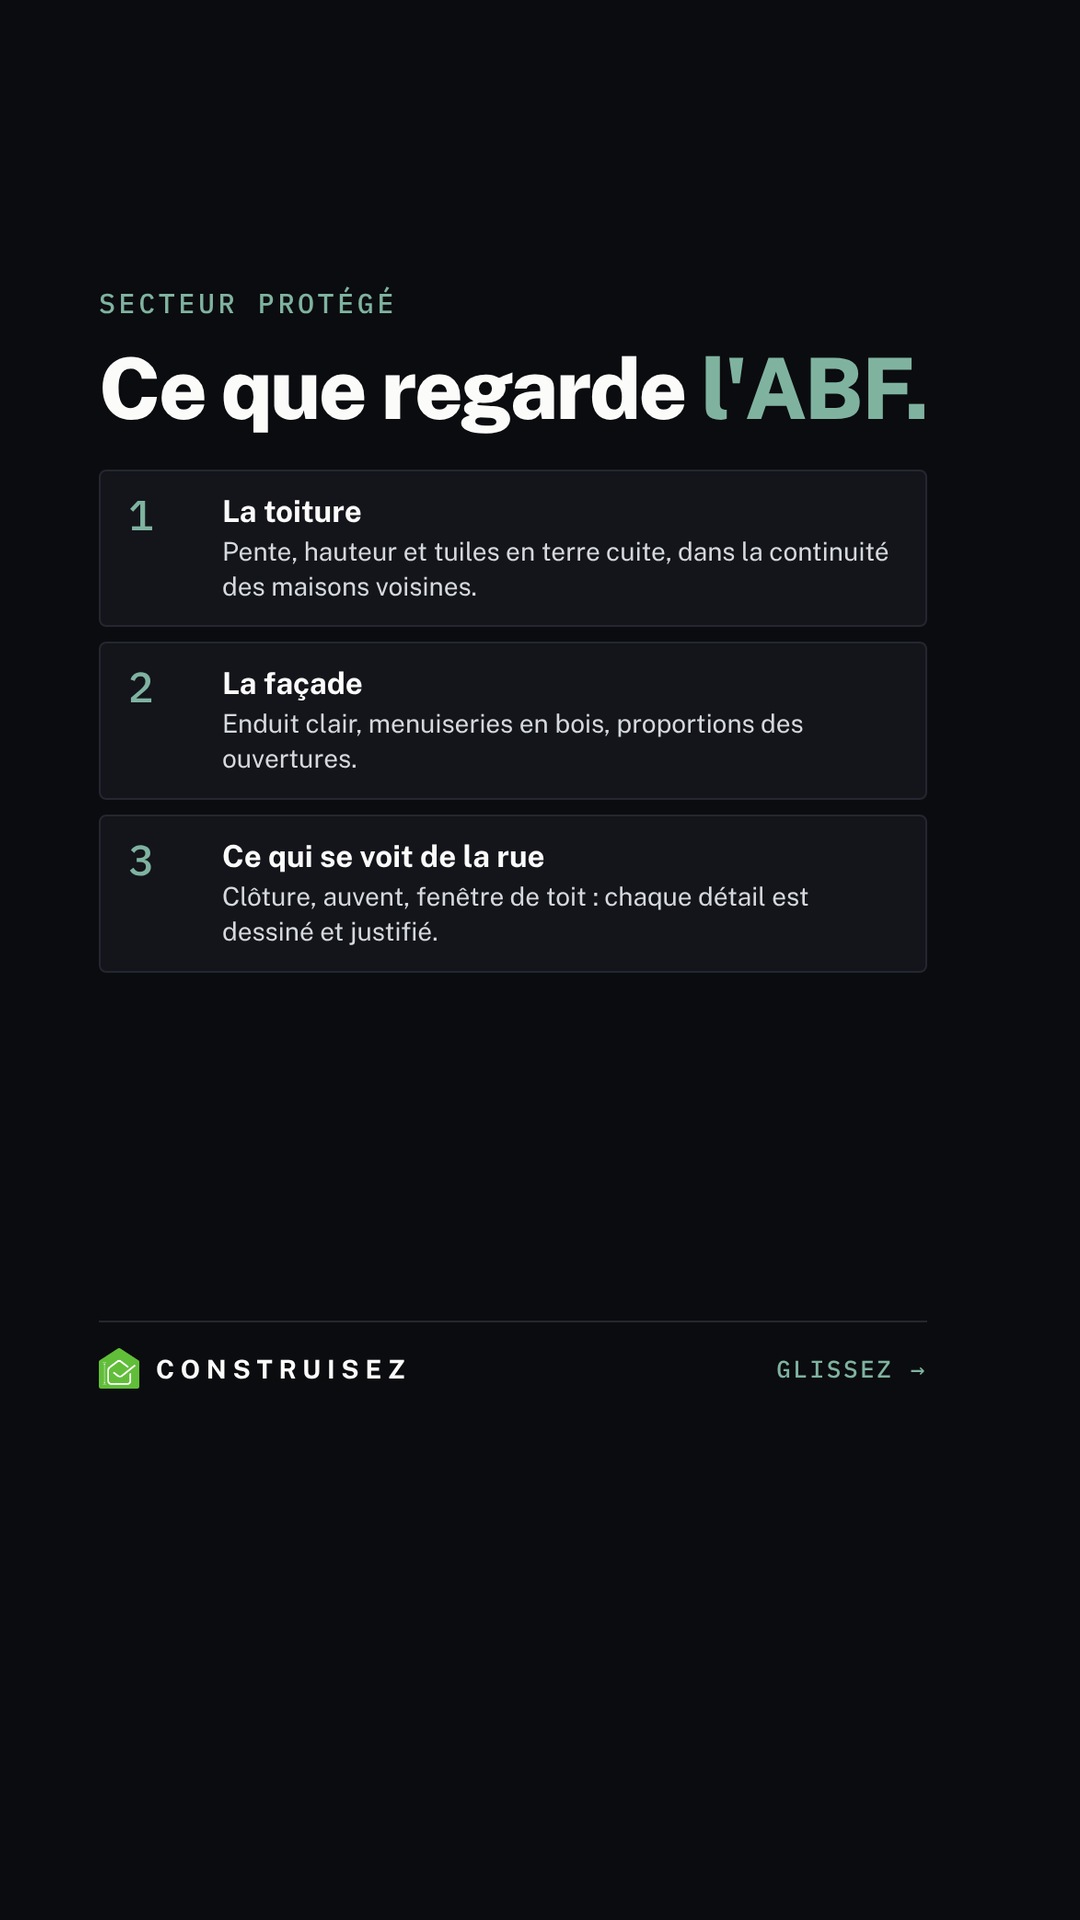 SECTEUR PROTÉGÉ
Ce que regarde l'ABF.
1
La toiture
Pente, hauteur et tuiles en terre cuite, dans la continuité
des maisons voisines.
2
La façade
Enduit clair, menuiseries en bois, proportions des
ouvertures.
3
Ce qui se voit de la rue
Clôture, auvent, fenêtre de toit : chaque détail est
dessiné et justifié.
CONSTRUISEZ
GLISSEZ →